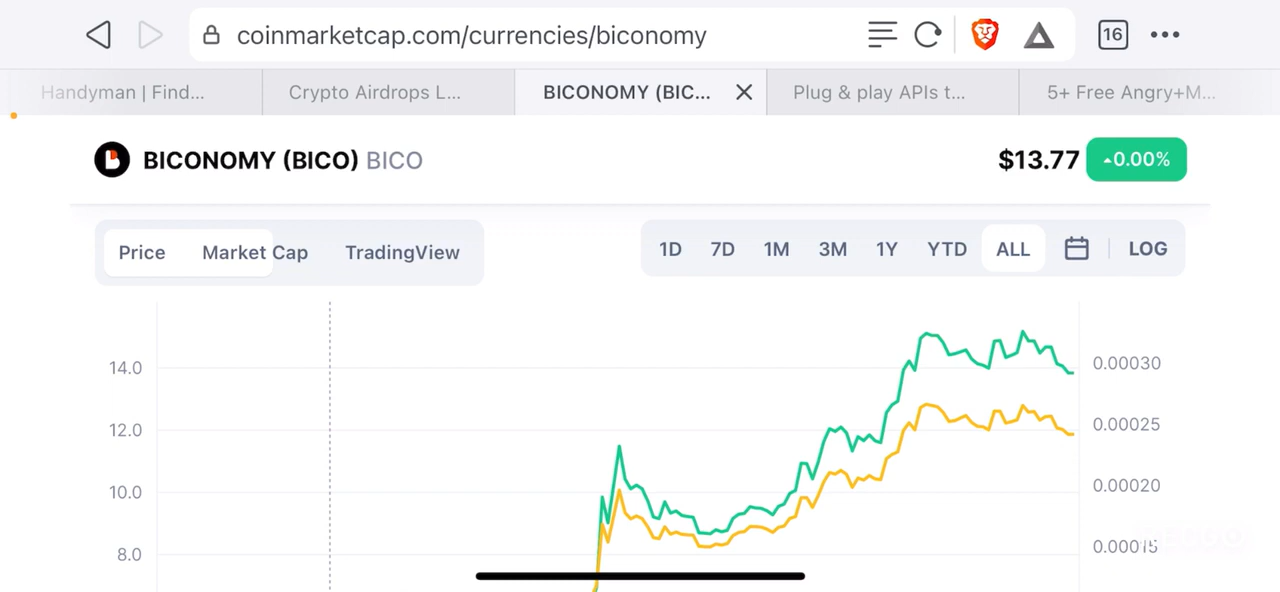 coinmarketcap.com/currencies/biconomy
16
Handyman | Find...
Crypto Airdrops L...
BICONOMY (BIC...
Plug & play APIs t...
5+ Free Angry+M...
BICONOMY (BICO) BICO
$13.77
0.00%
Price
Market Cap
TradingView
1D 7D 1M 3M 1Y YTD ALL LOG
14.0
0.00030
12.0
0.00025
10.0
0.00020
8.0
0.00015